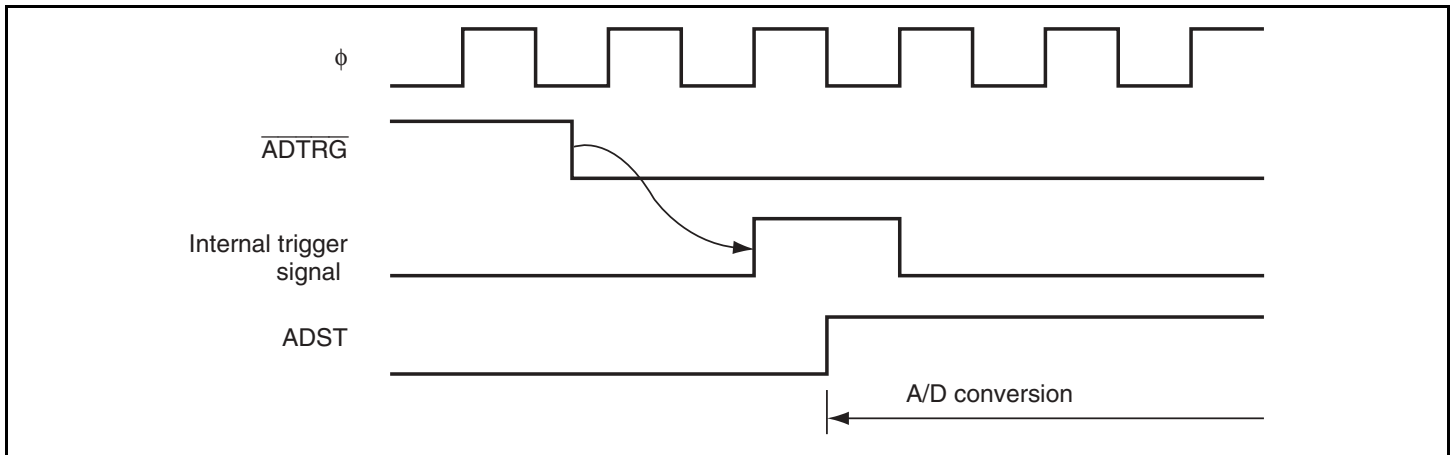 ϕ
ADTRG
Internal trigger
signal
ADST
A/D conversion